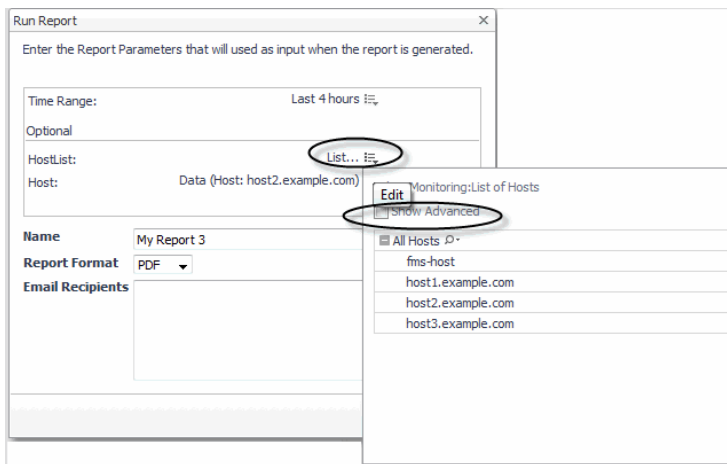 Run Report
Enter the Report Parameters that will used as input when the report is generated.
Time Range: Last 4 hours
Optional
HostList: List...
Host: Data (Host: host2.example.com)
Name My Report 3
Report Format PDF
Email Recipients
Monitoring:List of Hosts
Edit
Show Advanced
All Hosts
fms-host
host1.example.com
host2.example.com
host3.example.com